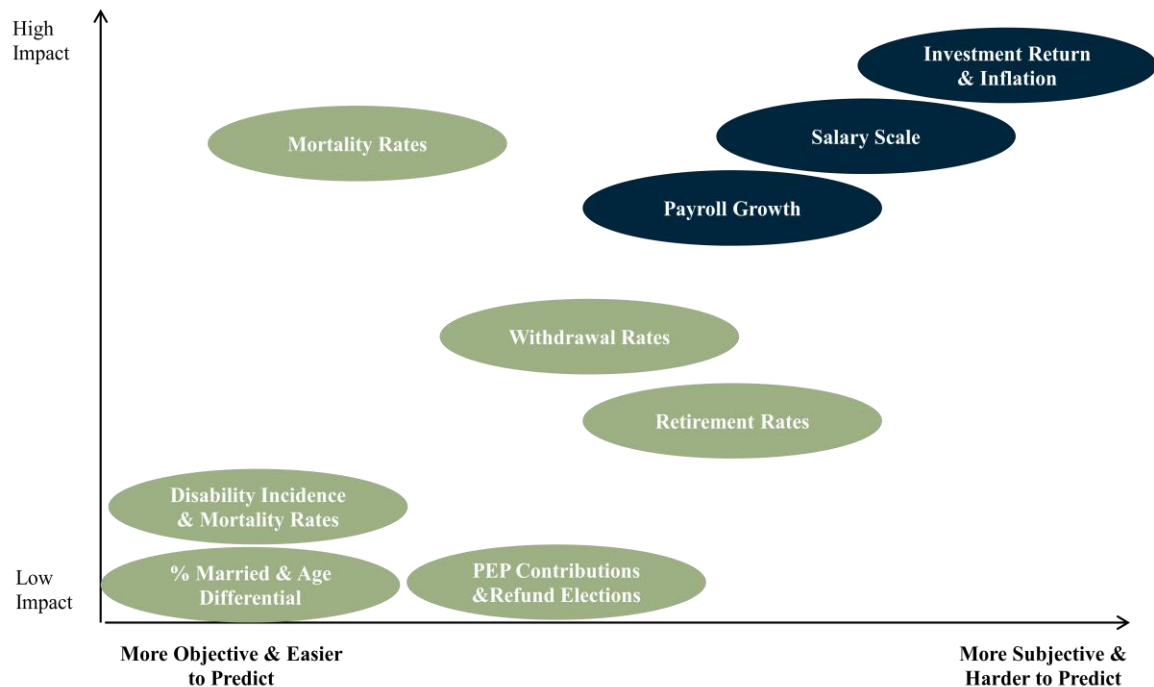 High
Impact
Investment Return
& Inflation
Mortality Rates
Salary Scale
Payroll Growth
Withdrawal Rates
Retirement Rates
Disability Incidence
& Mortality Rates
% Married & Age
Differential
PEP Contributions
&Refund Elections
Low
Impact
More Objective & Easier
to Predict
More Subjective &
Harder to Predict